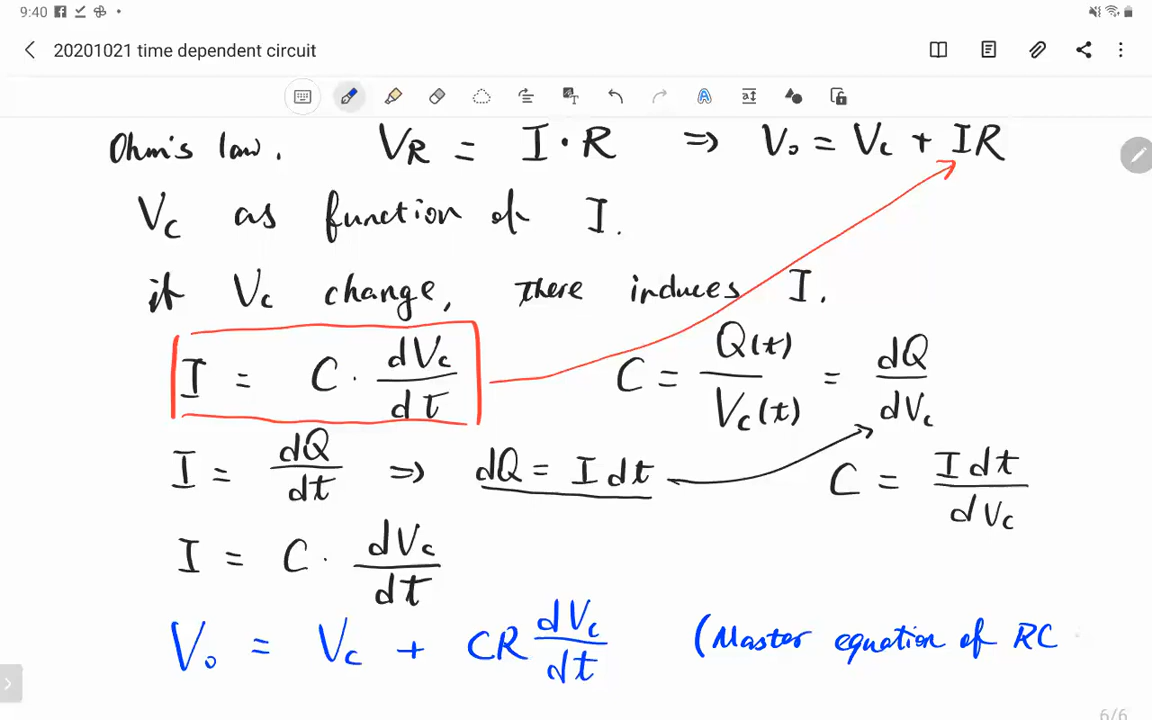 9:40
20201021 time dependent circuit
Ohm's law. V_R = I · R ⇒ V_0 = V_c + IR
V_c as function of I.
if V_c change, There induces I.
I = C · dV_c/dt C = Q(t)/V_c(t) = dQ/dV_c
I = dQ/dt ⇒ dQ = I dt C = I dt/dV_c
I = C · dV_c/dt
V_0 = V_c + CR dV_c/dt (Master equation of RC
6/6